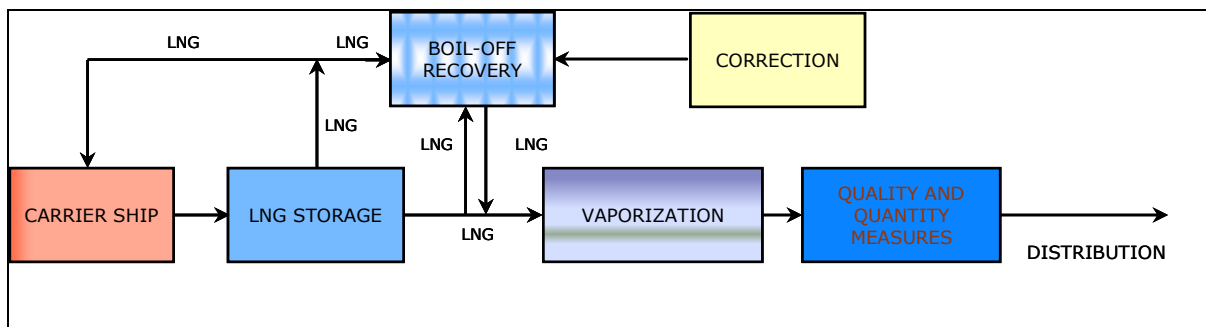 LNG
LNG
BOIL-OFF
RECOVERY
CORRECTION
LNG
LNG
LNG
CARRIER SHIP
LNG STORAGE
LNG
VAPORIZATION
QUALITY AND
QUANTITY
MEASURES
DISTRIBUTION